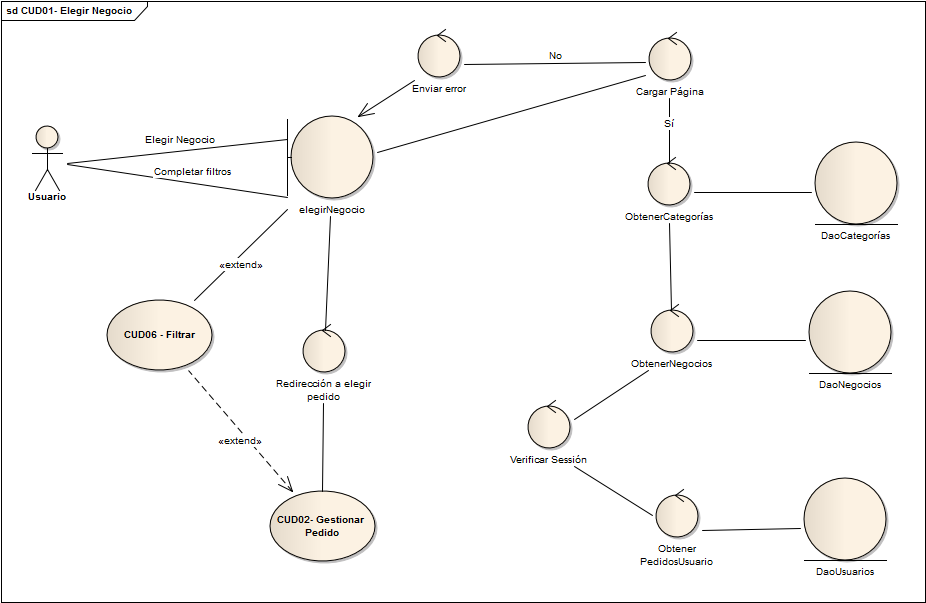 sd CUD01- Elegir Negocio
No
Enviar error
Cargar Página
Sí
Elegir Negocio
Completar filtros
Usuario
elegirNegocio
ObtenerCategorías
DaoCategorías
«extend»
CUD06 - Filtrar
Redirección a elegir
pedido
ObtenerNegocios
DaoNegocios
«extend»
Verificar Sessión
CUD02- Gestionar
Pedido
Obtener
PedidosUsuario
DaoUsuarios